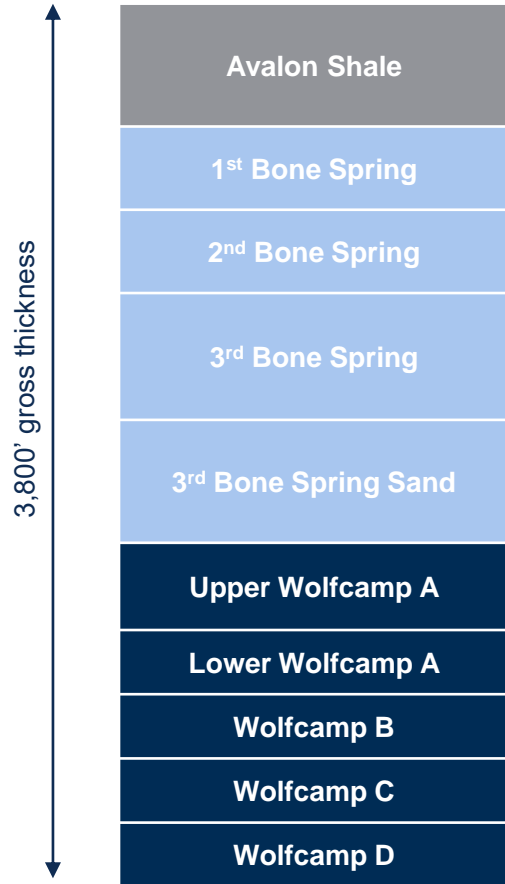 3,800’ gross thickness
Avalon Shale
1st Bone Spring
2nd Bone Spring
3rd Bone Spring
3rd Bone Spring Sand
Upper Wolfcamp A
Lower Wolfcamp A
Wolfcamp B
Wolfcamp C
Wolfcamp D